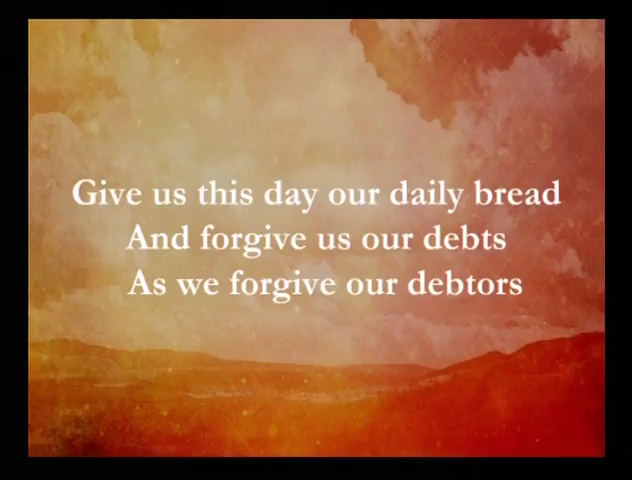 Give us this day our daily bread
And forgive us our debts
As we forgive our debtors